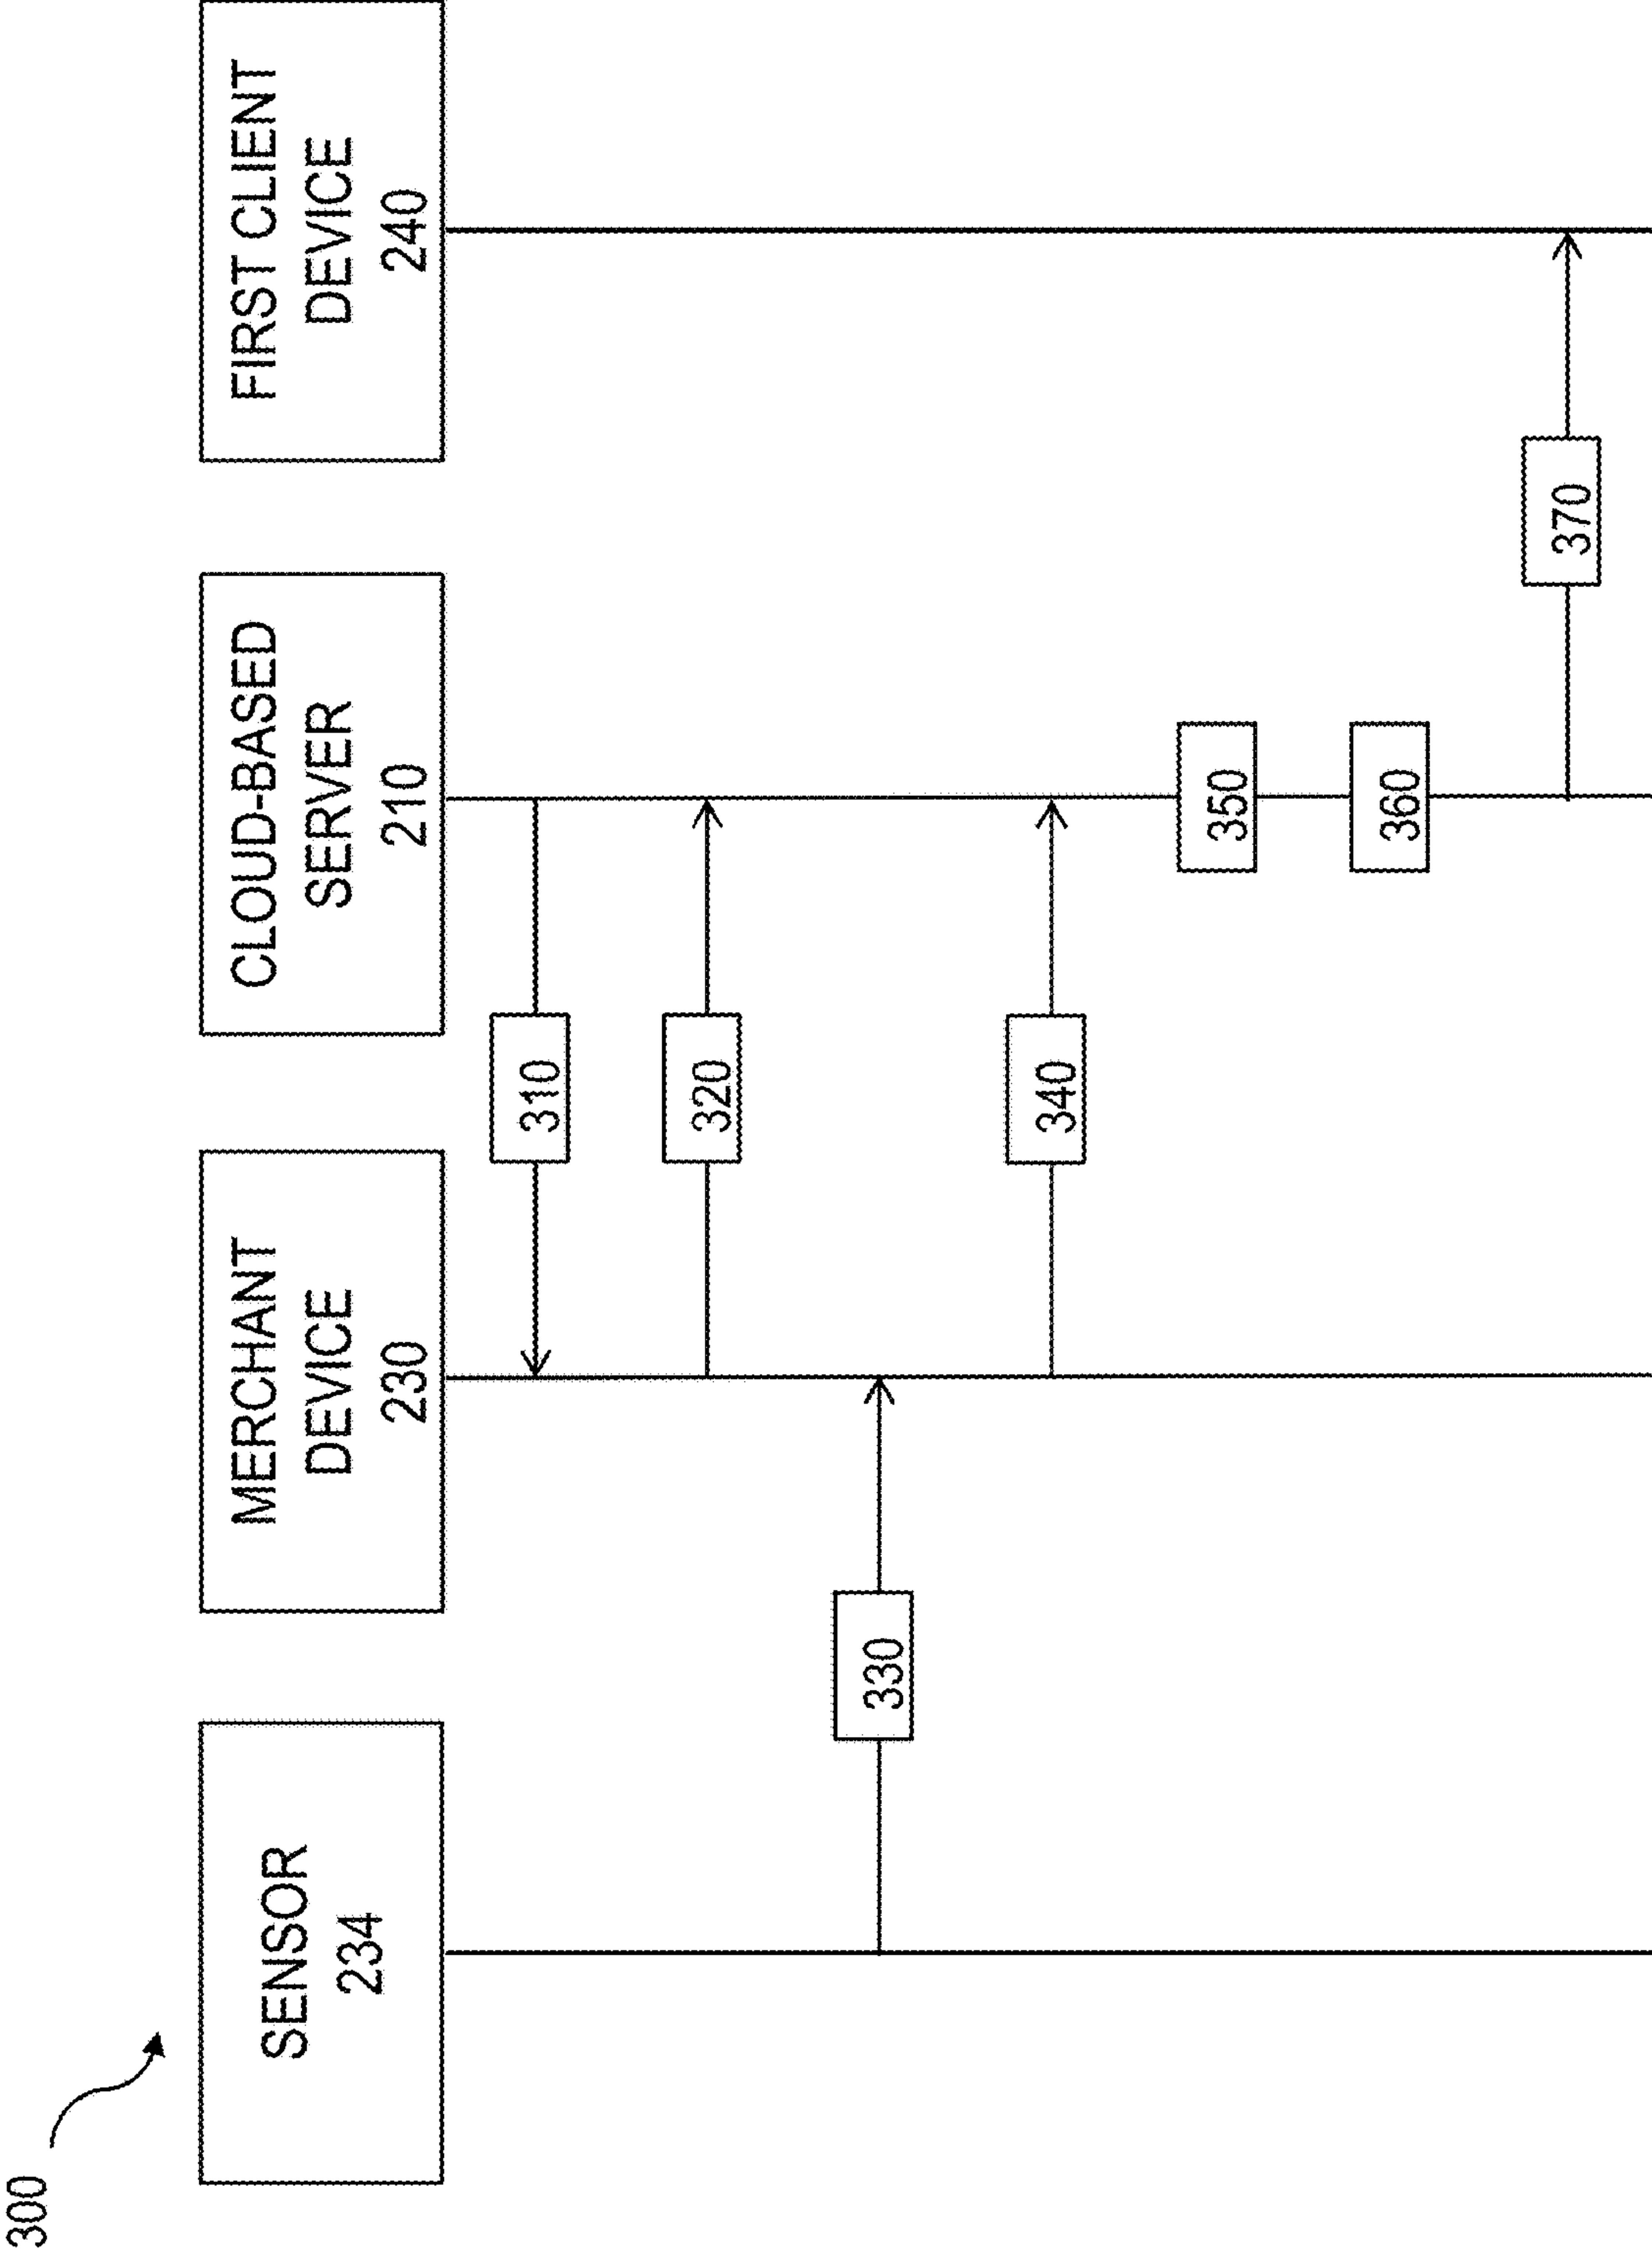 300
SENSOR
234
MERCHANT
DEVICE
230
CLOUD-BASED
SERVER
210
FIRST CLIENT
DEVICE
240
310
320
330
340
350
360
370